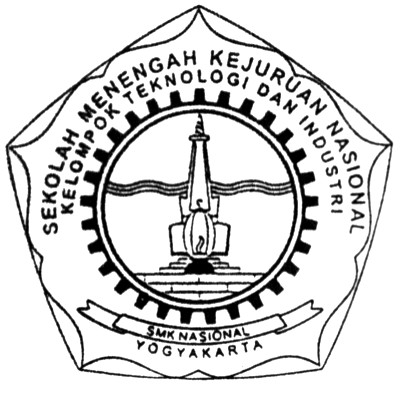 SEKOLAH MENENGAH KEJURUAN NASIONAL
KELOMPOK TEKNOLOGI DAN INDUSTRI
SMK NASIONAL
YOGYAKARTA